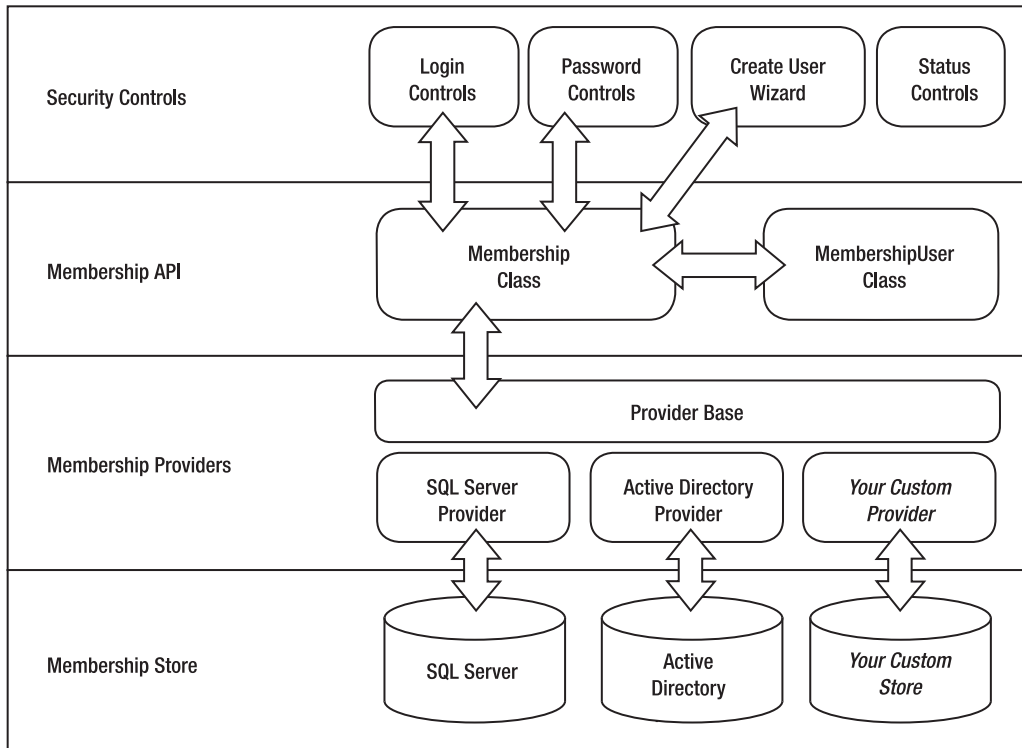 Security Controls
Login
Controls
Password
Controls
Create User
Wizard
Status
Controls
Membership API
Membership
Class
MembershipUser
Class
Membership Providers
Provider Base
SQL Server
Provider
Active Directory
Provider
Your Custom
Provider
Membership Store
SQL Server
Active
Directory
Your Custom
Store